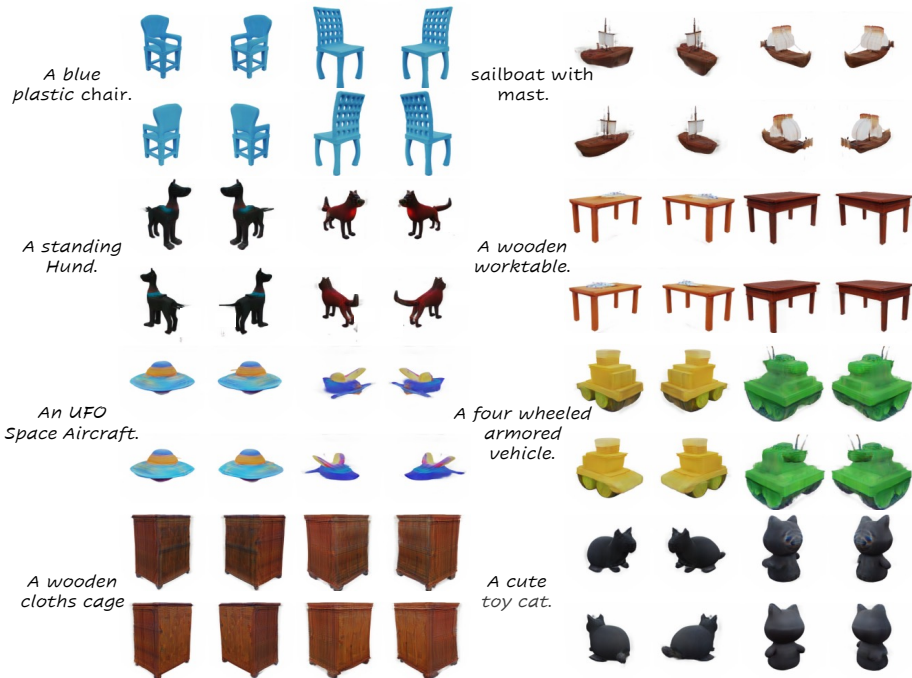 A blue
plastic chair.
sailboat with
mast.
A standing
Hund.
A wooden
worktable.
An UFO
Space Aircraft.
A four wheeled
armored
vehicle.
A wooden
cloths cage
A cute
toy cat.